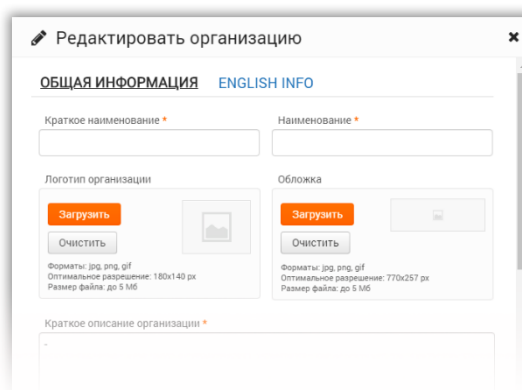 Редактировать организацию
ОБЩАЯ ИНФОРМАЦИЯ ENGLISH INFO
Краткое наименование * Наименование *
Логотип организации Обложка
Загрузить Загрузить
Очистить Очистить
Форматы: jpg, png, gif Форматы: jpg, png, gif
Оптимальное разрешение: 180x140 px Оптимальное разрешение: 770x257 px
Размер файла: до 5 Мб Размер файла: до 5 Мб
Краткое описание организации *
-